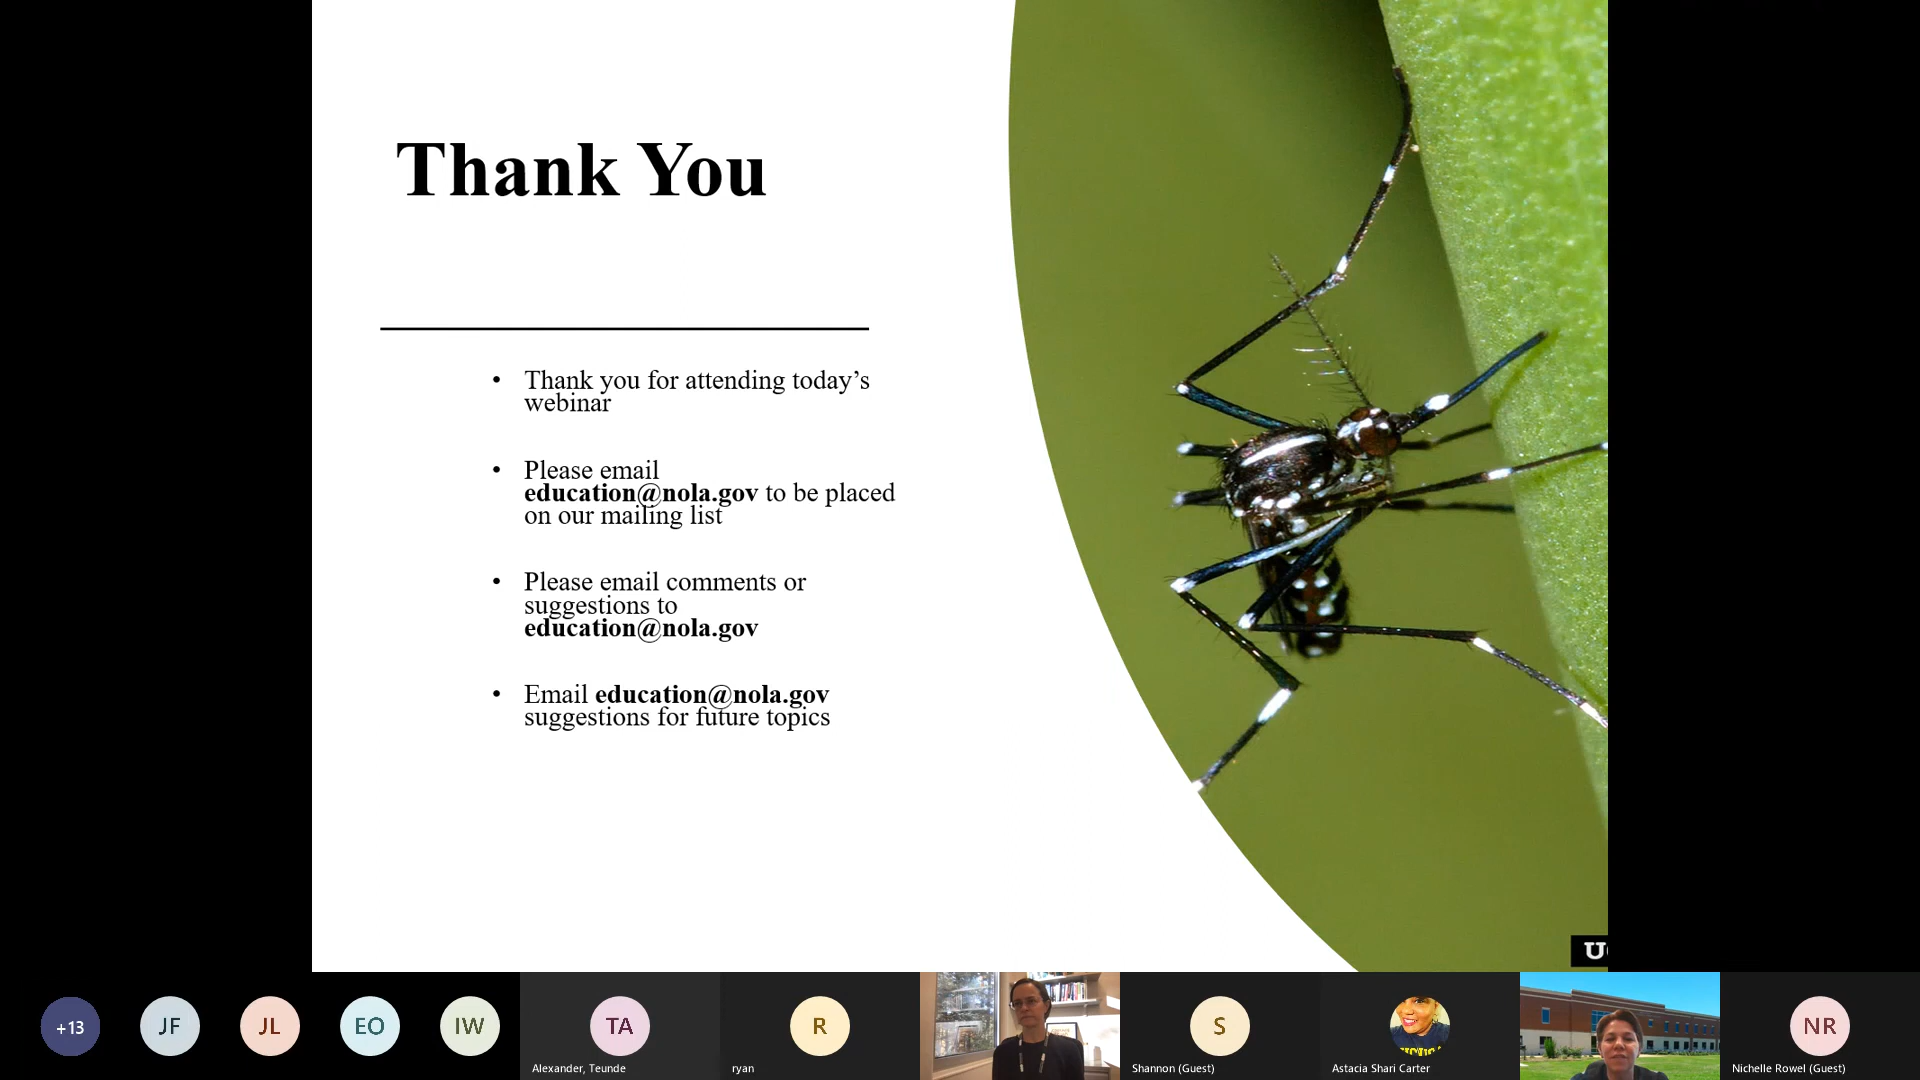 Thank You
• Thank you for attending today’s
webinar
• Please email
education@nola.gov to be placed
on our mailing list
• Please email comments or
suggestions to
education@nola.gov
• Email education@nola.gov
suggestions for future topics
+13
JF
JL
EO
IW
TA
Alexander, Teunde
R
ryan
S
Shannon (Guest)
Astacia Shari Carter
NR
Nichelle Rowel (Guest)